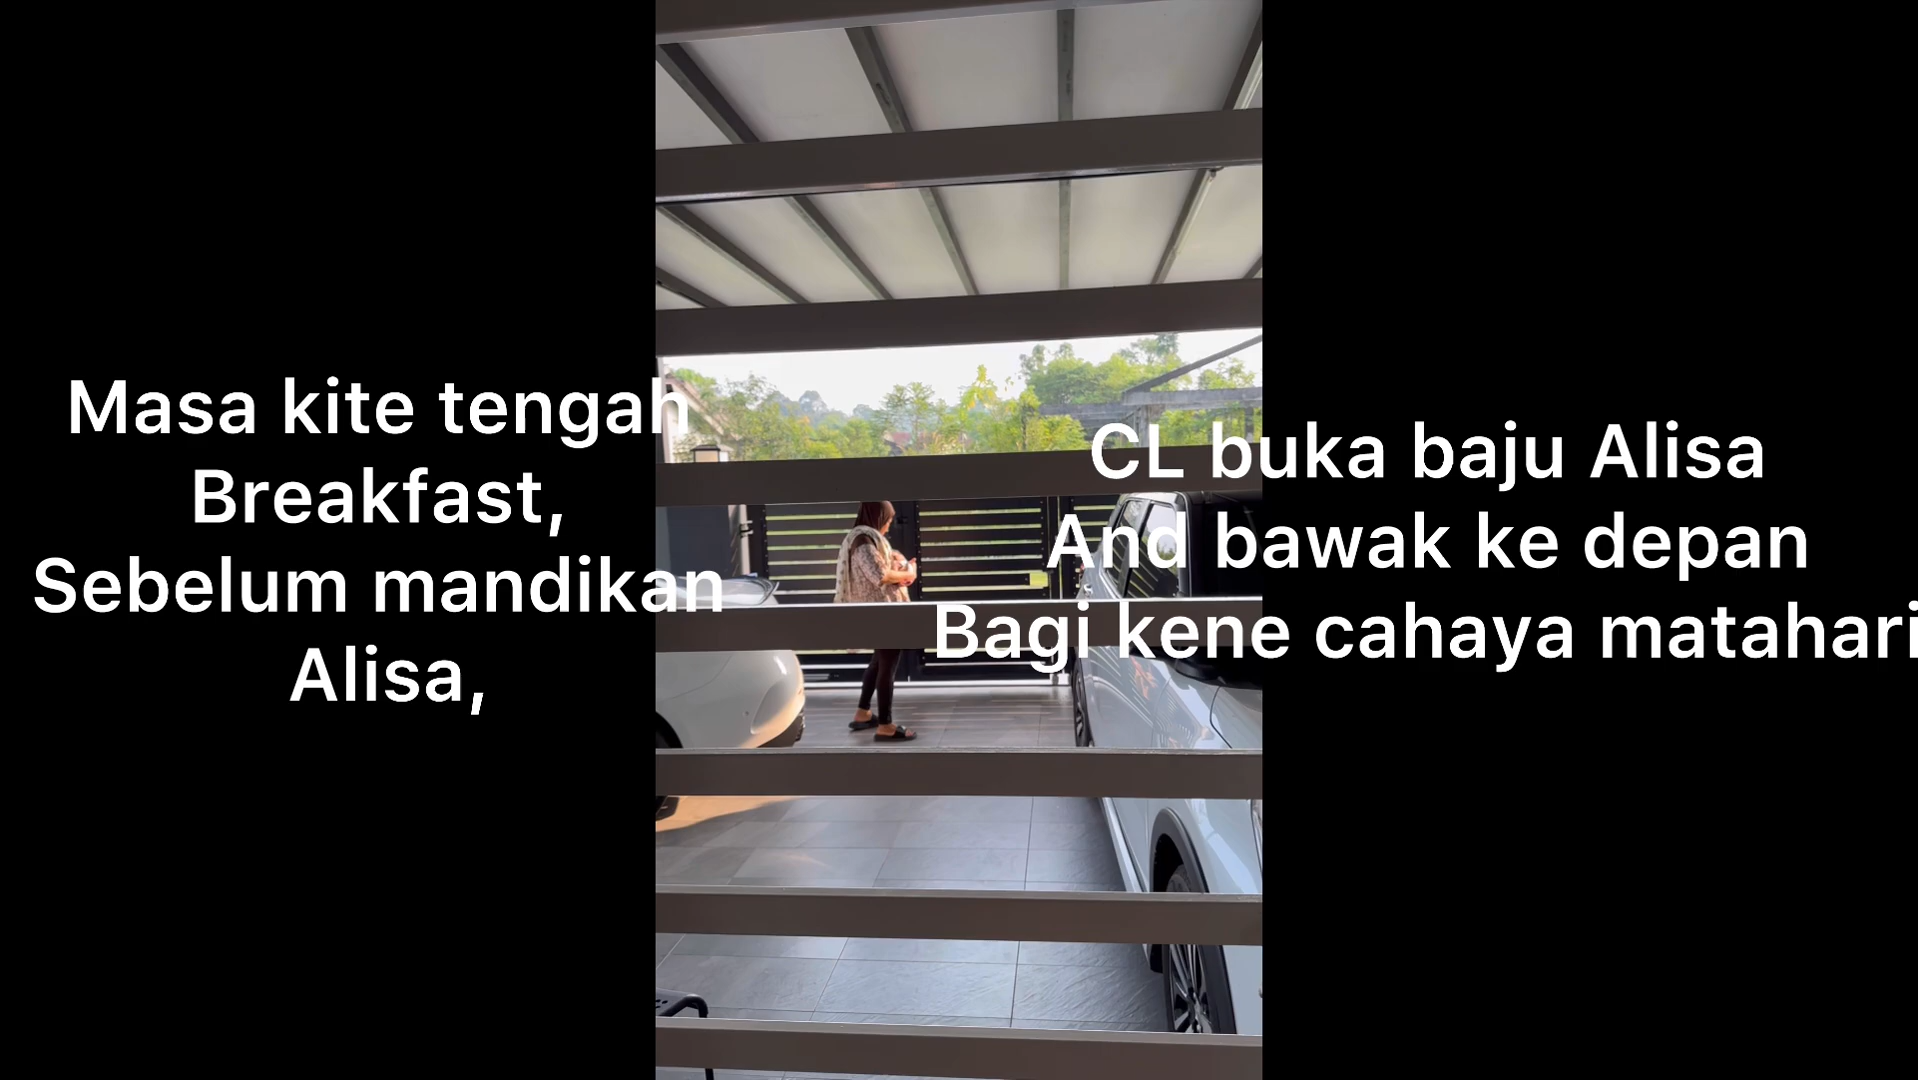 Masa kite tengah
Breakfast,
Sebelum mandikan
Alisa,
CL buka baju Alisa
And bawak ke depan
Bagi kene cahaya matahari